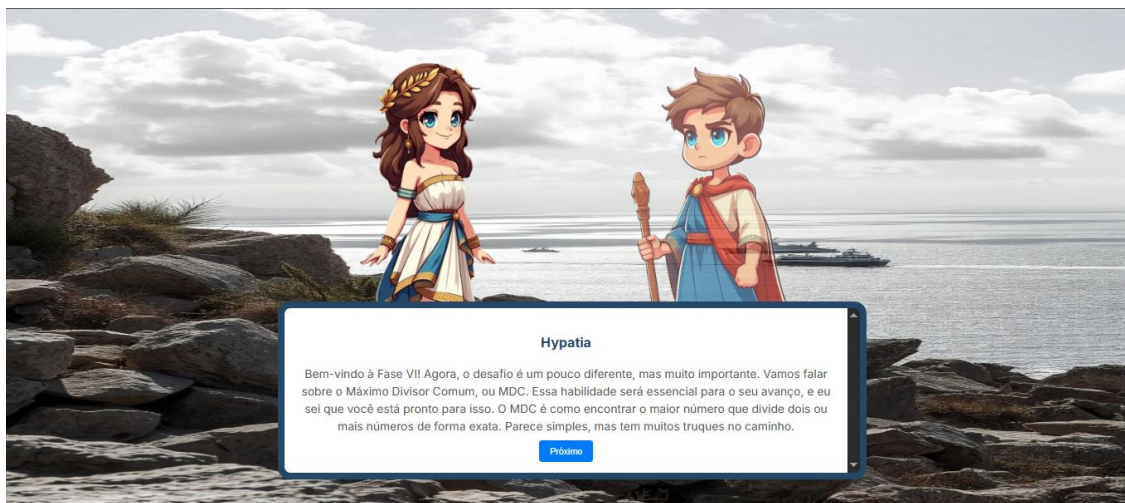 Hypatia
Bem-vindo à Fase VI! Agora, o desafio é um pouco diferente, mas muito importante. Vamos falar
sobre o Máximo Divisor Comum, ou MDC. Essa habilidade será essencial para o seu avanço, e eu
sei que você está pronto para isso. O MDC é como encontrar o maior número que divide dois ou
mais números de forma exata. Parece simples, mas tem muitos truques no caminho.
Próximo